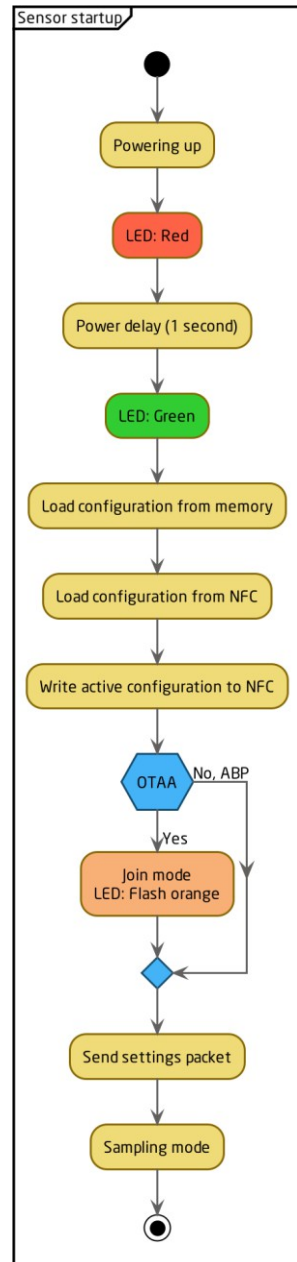 Sensor startup
Powering up
LED: Red
Power delay (1 second)
LED: Green
Load configuration from memory
Load configuration from NFC
Write active configuration to NFC
OTAA
No, ABP
Yes
Join mode
LED: Flash orange
Send settings packet
Sampling mode